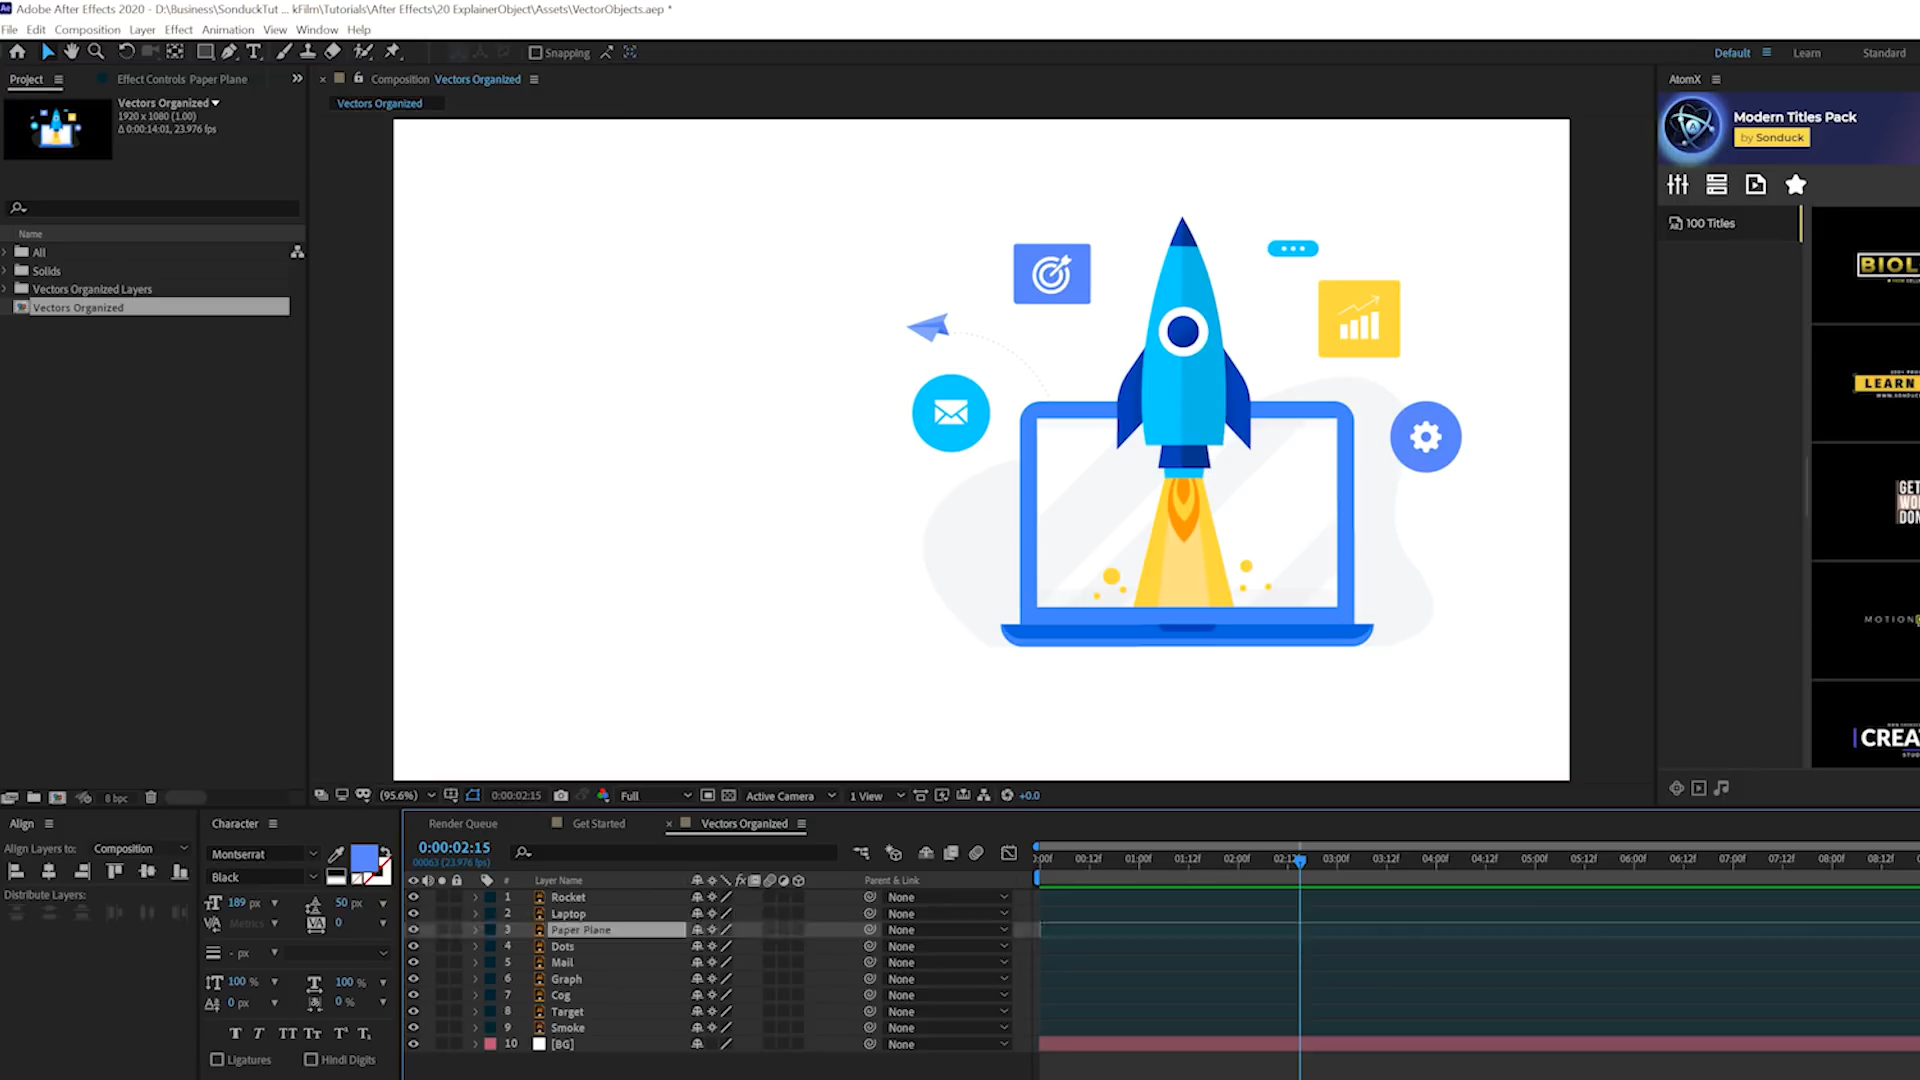 Adobe After Effects 2020 - D:\Business\SonduckTut ... kFilm\Tutorials\After Effects\20 ExplainerObject\Assets\VectorObjects.aep *
File Edit Composition Layer Effect Animation View Window Help
Snapping
Default
Learn
Standard
Project
Effect Controls Paper Plane
Composition Vectors Organized
AtomX
Vectors Organized
1920 x 1080 (1.00)
Δ 0:00:14:01, 23.976 fps
Vectors Organized
Modern Titles Pack
by Sonduck
100 Titles
Name
All
Solids
Vectors Organized Layers
Vectors Organized
BIOL
LEARN
GET
WO
DON
MOTION
CREA
8 bpc
(95.6%)
0:00:02:15
Full
Active Camera
1 View
+0.0
Align
Align Layers to: Composition
Distribute Layers:
Character
Montserrat
Black
189 px
50 px
Metrics
0
- px
100 %
100 %
0 px
0 %
Ligatures
Hindi Digits
Render Queue
Get Started
Vectors Organized
0:00:02:15
00063 (23.976 fps)
:00f 00:12f 01:00f 01:12f 02:00f 02:12f 03:00f 03:12f 04:00f 04:12f 05:00f 05:12f 06:00f 06:12f 07:00f 07:12f 08:00f 08:12f
# Layer Name
Parent & Link
1 Rocket None
2 Laptop None
3 Paper Plane None
4 Dots None
5 Mail None
6 Graph None
7 Cog None
8 Target None
9 Smoke None
10 [BG] None